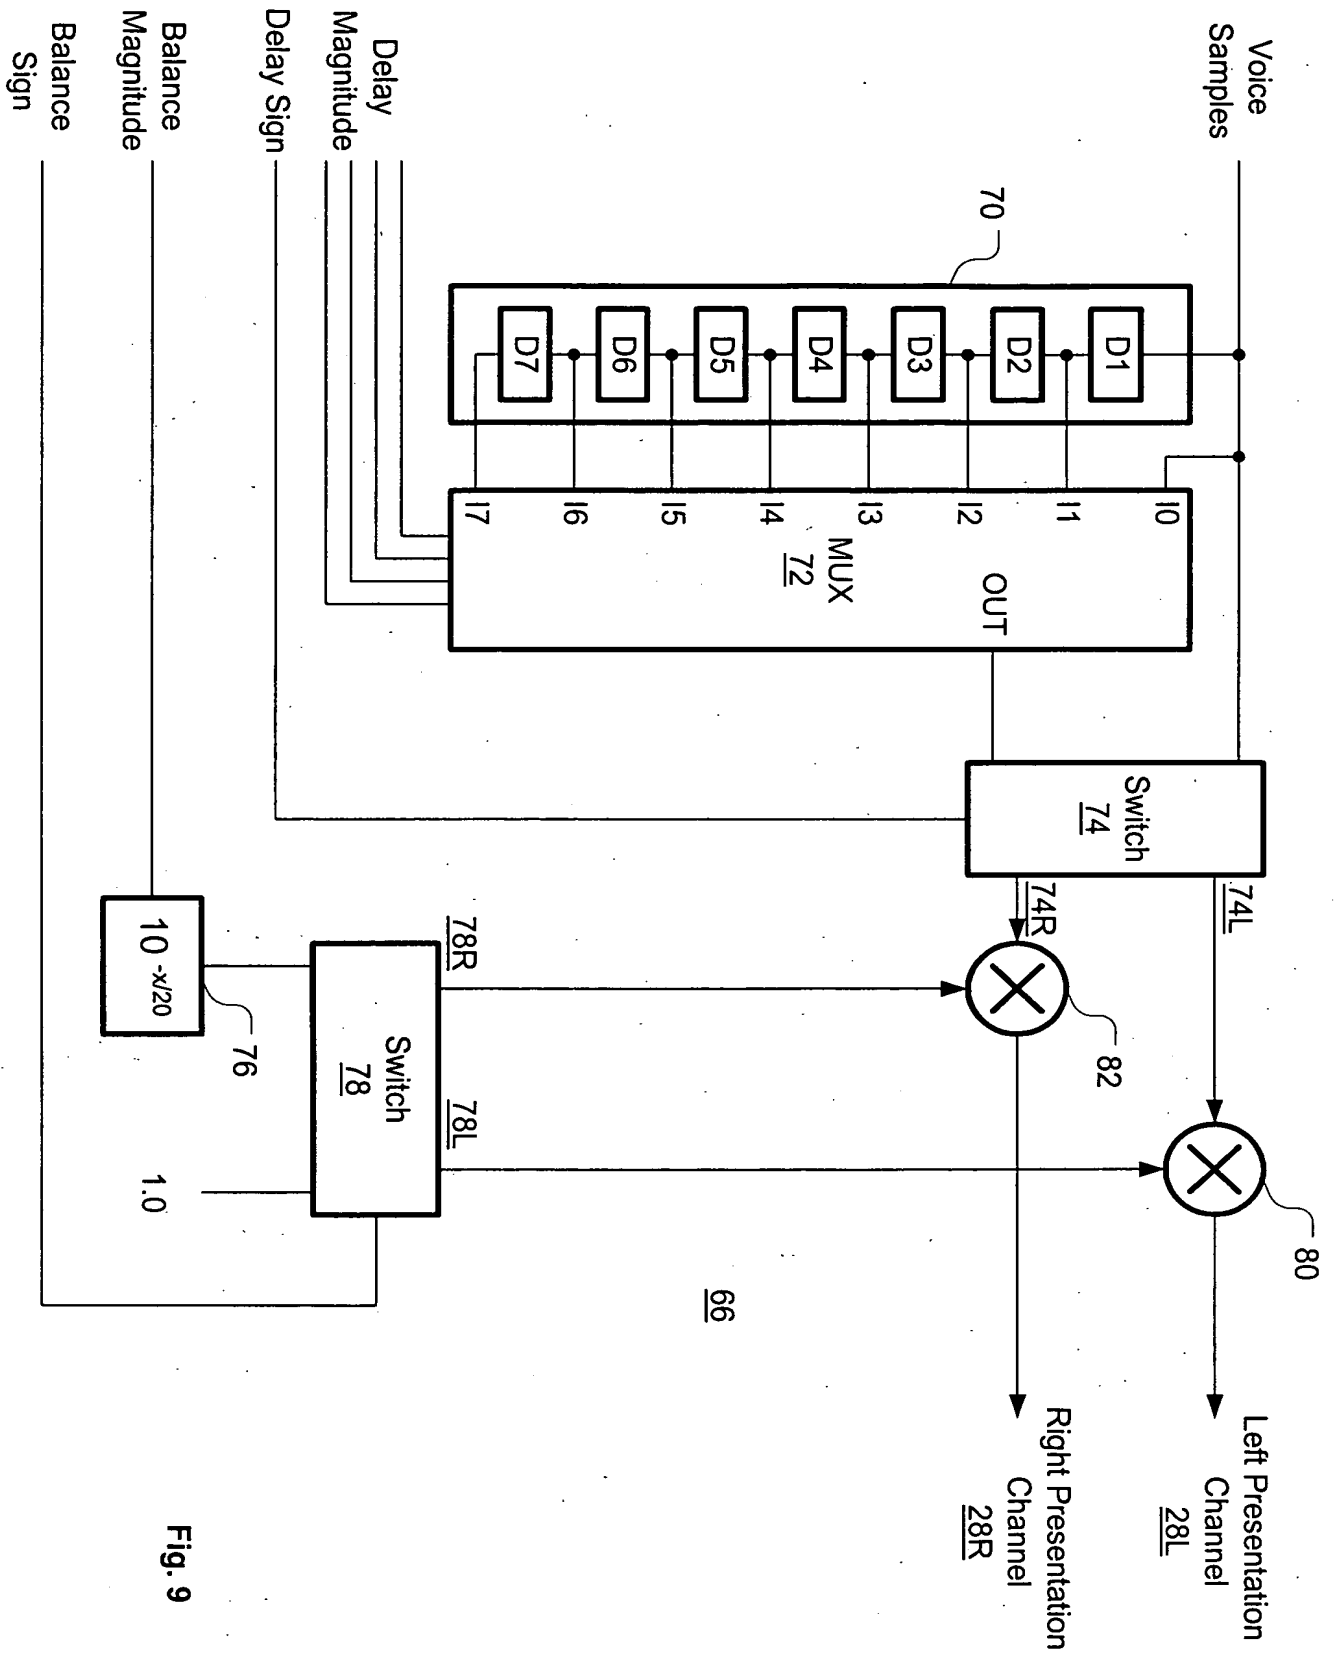 Voice
Samples
70
D1
D2
D3
D4
D5
D6
D7
I0
I1
I2
I3
I4
I5
I6
I7
OUT
MUX
72
Switch
74
74L
74R
82
80
Left Presentation
Channel
28L
Right Presentation
Channel
28R
Delay
Magnitude
Delay Sign
Balance
Magnitude
Balance
Sign
10 -x/20
76
Switch
78
78R
78L
1.0
66
Fig. 9